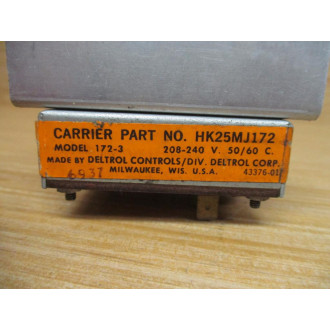 CARRIER PART NO. HK25MJ172
MODEL 172-3 208-240 V. 50/60 C.
MADE BY DELTROL CONTROLS/DIV. DELTROL CORP.
6937 MILWAUKEE, WIS. U.S.A. 43376-01